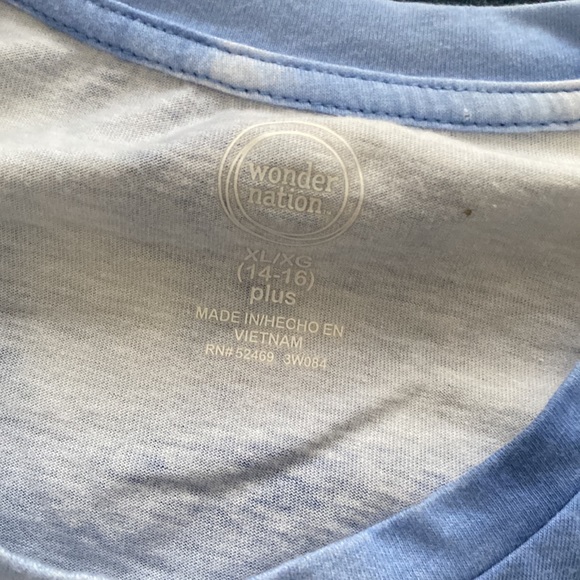 wonder
nation
XL/XG
(14-16)
plus
MADE IN/HECHO EN
VIETNAM
RN# 52469 3W084